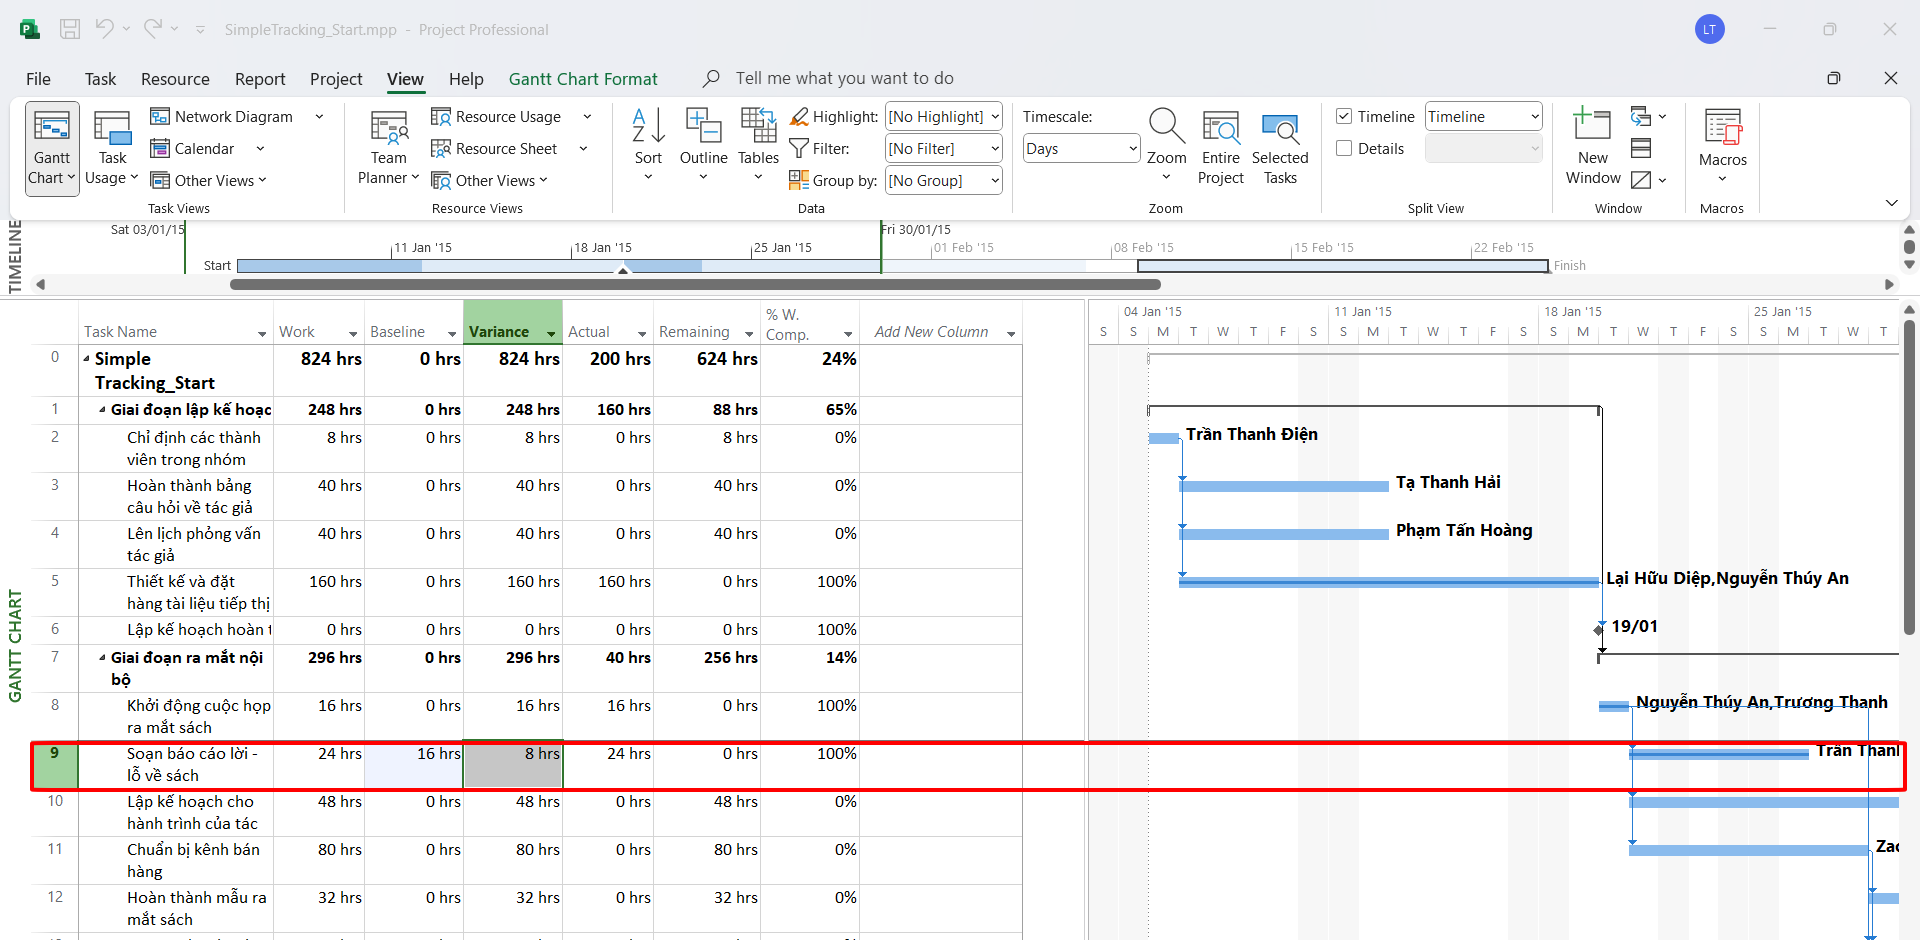 SimpleTracking_Start.mpp - Project Professional
LT
File Task Resource Report Project View Help Gantt Chart Format Tell me what you want to do
Gantt Chart
Task Usage
Network Diagram
Calendar
Other Views
Task Views
Team Planner
Resource Usage
Resource Sheet
Other Views
Resource Views
Sort
Outline
Tables
Highlight: [No Highlight]
Filter: [No Filter]
Group by: [No Group]
Data
Timescale:
Days
Zoom
Entire Project
Selected Tasks
Zoom
Timeline Timeline
Details
Split View
New Window
Window
Macros
Macros
TIMELINE
Sat 03/01/15 Fri 30/01/15
11 Jan '15 18 Jan '15 25 Jan '15 01 Feb '15 08 Feb '15 15 Feb '15 22 Feb '15
Start Finish
GANTT CHART
Task Name Work Baseline Variance Actual Remaining % W. Comp. Add New Column
04 Jan '15 11 Jan '15 18 Jan '15 25 Jan '15
S S M T W T F S S M T W T F S S M T W T F S S M T W T
0 Simple Tracking_Start 824 hrs 0 hrs 824 hrs 200 hrs 624 hrs 24%
1 Giai đoạn lập kế hoạc 248 hrs 0 hrs 248 hrs 160 hrs 88 hrs 65%
2 Chỉ định các thành viên trong nhóm 8 hrs 0 hrs 8 hrs 0 hrs 8 hrs 0% Trần Thanh Điện
3 Hoàn thành bảng câu hỏi về tác giả 40 hrs 0 hrs 40 hrs 0 hrs 40 hrs 0% Tạ Thanh Hải
4 Lên lịch phỏng vấn tác giả 40 hrs 0 hrs 40 hrs 0 hrs 40 hrs 0% Phạm Tấn Hoàng
5 Thiết kế và đặt hàng tài liệu tiếp thị 160 hrs 0 hrs 160 hrs 160 hrs 0 hrs 100% Lại Hữu Diệp,Nguyễn Thúy An
6 Lập kế hoạch hoàn t 0 hrs 0 hrs 0 hrs 0 hrs 0 hrs 100% 19/01
7 Giai đoạn ra mắt nội bộ 296 hrs 0 hrs 296 hrs 40 hrs 256 hrs 14%
8 Khởi động cuộc họp ra mắt sách 16 hrs 0 hrs 16 hrs 16 hrs 0 hrs 100% Nguyễn Thúy An,Trương Thanh
9 Soạn báo cáo lời - lỗ về sách 24 hrs 16 hrs 8 hrs 24 hrs 0 hrs 100% Trần Thanh
10 Lập kế hoạch cho hành trình của tác 48 hrs 0 hrs 48 hrs 0 hrs 48 hrs 0%
11 Chuẩn bị kênh bán hàng 80 hrs 0 hrs 80 hrs 0 hrs 80 hrs 0% Zac
12 Hoàn thành mẫu ra mắt sách 32 hrs 0 hrs 32 hrs 0 hrs 32 hrs 0%